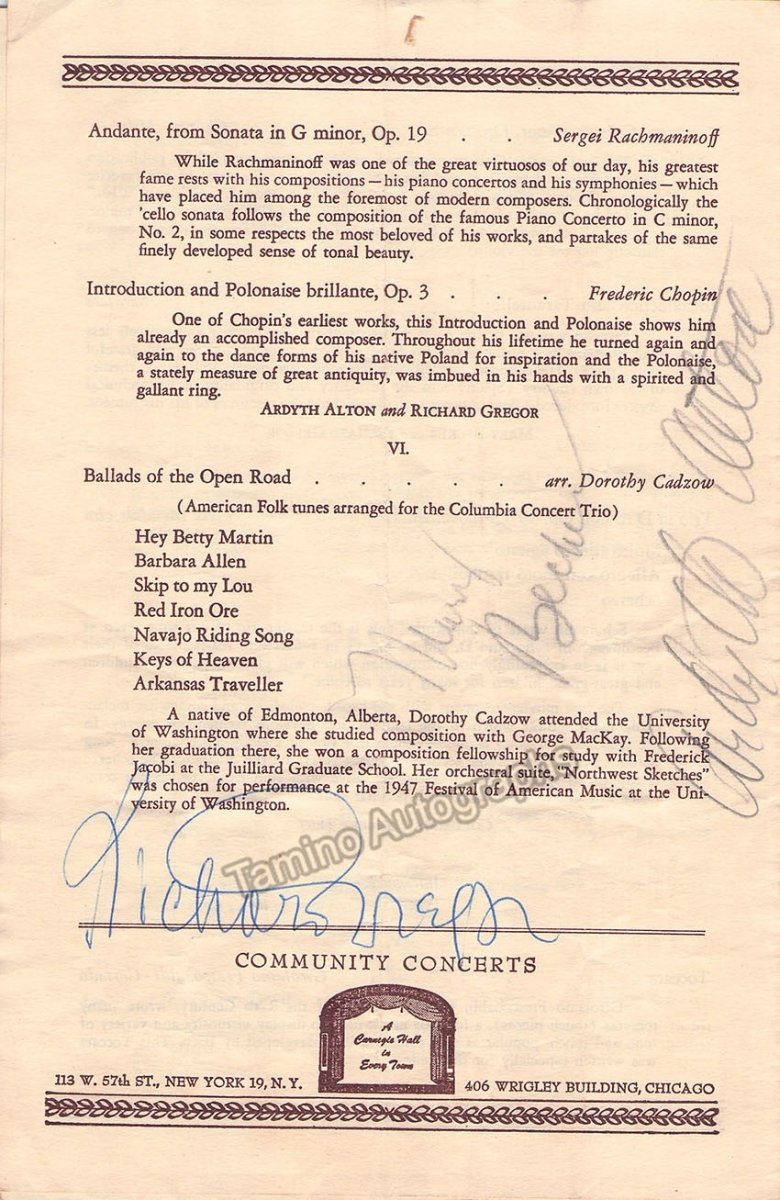 Andante, from Sonata in G minor, Op. 19 . . Sergei Rachmaninoff
While Rachmaninoff was one of the great virtuosos of our day, his greatest
fame rests with his compositions — his piano concertos and his symphonies — which
have placed him among the foremost of modern composers. Chronologically the
'cello sonata follows the composition of the famous Piano Concerto in C minor,
No. 2, in some respects the most beloved of his works, and partakes of the same
finely developed sense of tonal beauty.
Introduction and Polonaise brillante, Op. 3 . . . Frederic Chopin
One of Chopin's earliest works, this Introduction and Polonaise shows him
already an accomplished composer. Throughout his lifetime he turned again and
again to the dance forms of his native Poland for inspiration and the Polonaise,
a stately measure of great antiquity, was imbued in his hands with a spirited and
gallant ring.
ARDYTH ALTON and RICHARD GREGOR
VI.
Ballads of the Open Road . . . . . arr. Dorothy Cadzow
(American Folk tunes arranged for the Columbia Concert Trio)
Hey Betty Martin
Barbara Allen
Skip to my Lou
Red Iron Ore
Navajo Riding Song
Keys of Heaven
Arkansas Traveller
Becker
Ardyth Alton
A native of Edmonton, Alberta, Dorothy Cadzow attended the University
of Washington where she studied composition with George MacKay. Following
her graduation there, she won a composition fellowship for study with Frederick
Jacobi at the Juilliard Graduate School. Her orchestral suite, "Northwest Sketches"
was chosen for performance at the 1947 Festival of American Music at the Uni-
versity of Washington.
Tamino Autographs
Richard Gregor
COMMUNITY CONCERTS
A
Carnegie Hall
in
Every Town
113 W. 57th ST., NEW YORK 19, N. Y.
406 WRIGLEY BUILDING, CHICAGO